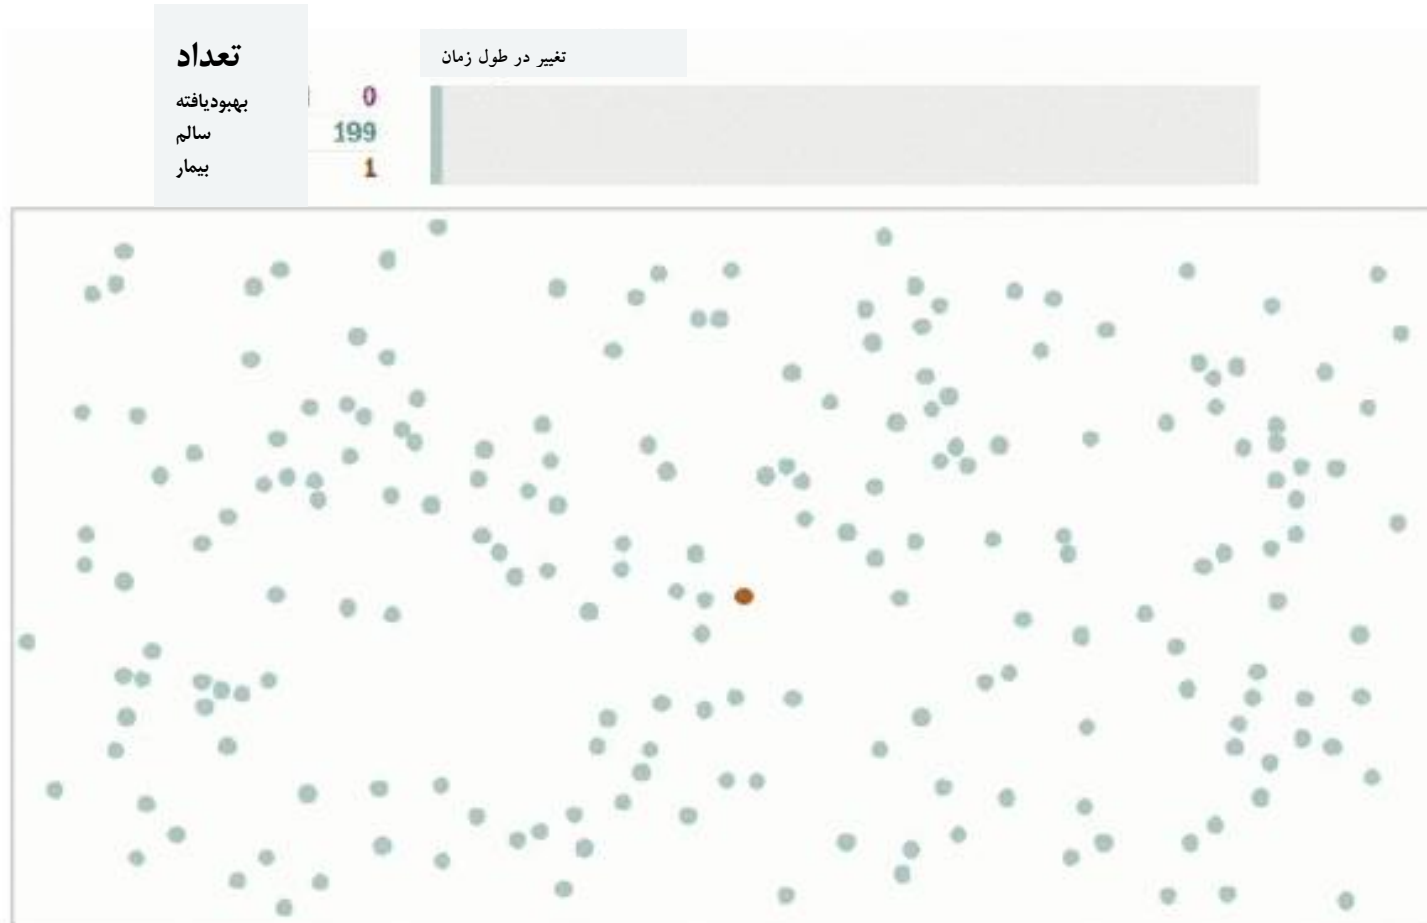 تعداد
تغییر در طول زمان
بهبودیافته 0
سالم 199
بیمار 1